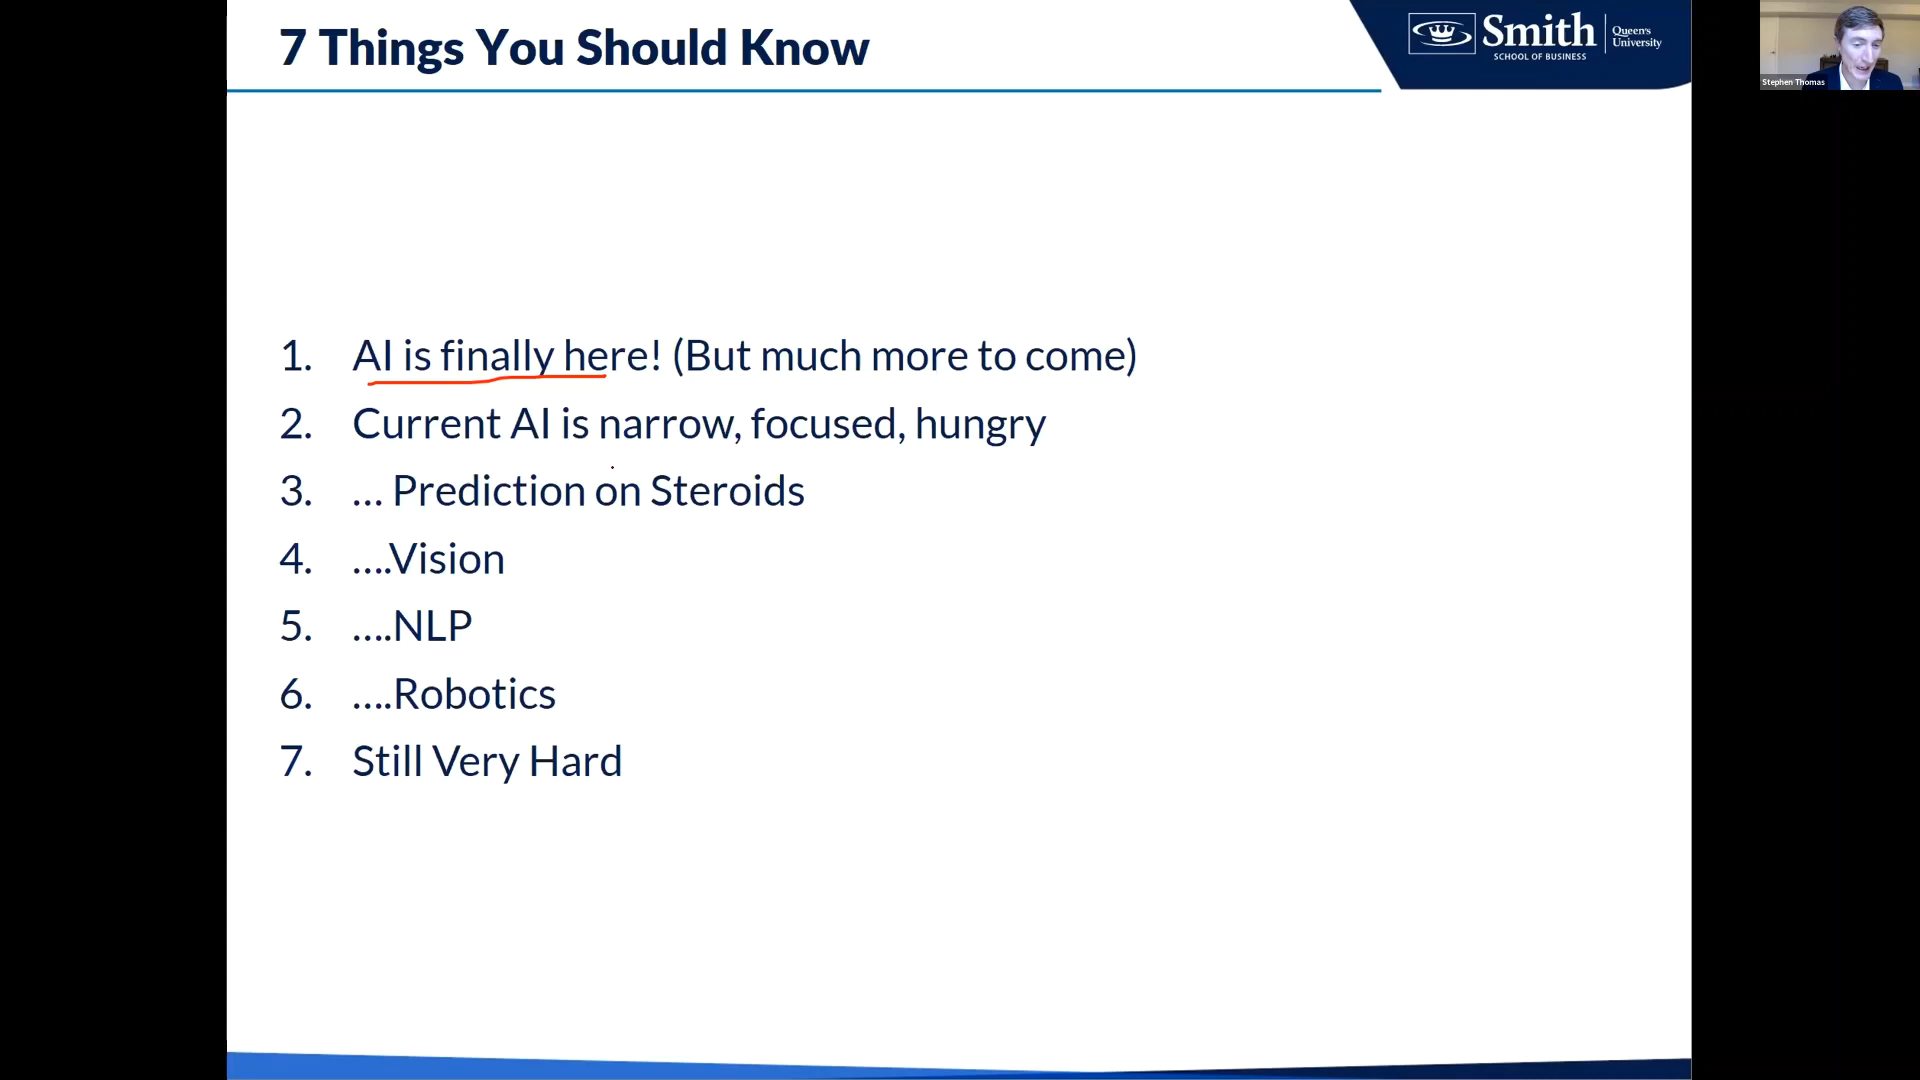 7 Things You Should Know
Smith
SCHOOL OF BUSINESS
Queen's
University
Stephen Thomas
1. AI is finally here! (But much more to come)
2. Current AI is narrow, focused, hungry
3. ... Prediction on Steroids
4. ....Vision
5. ....NLP
6. ....Robotics
7. Still Very Hard